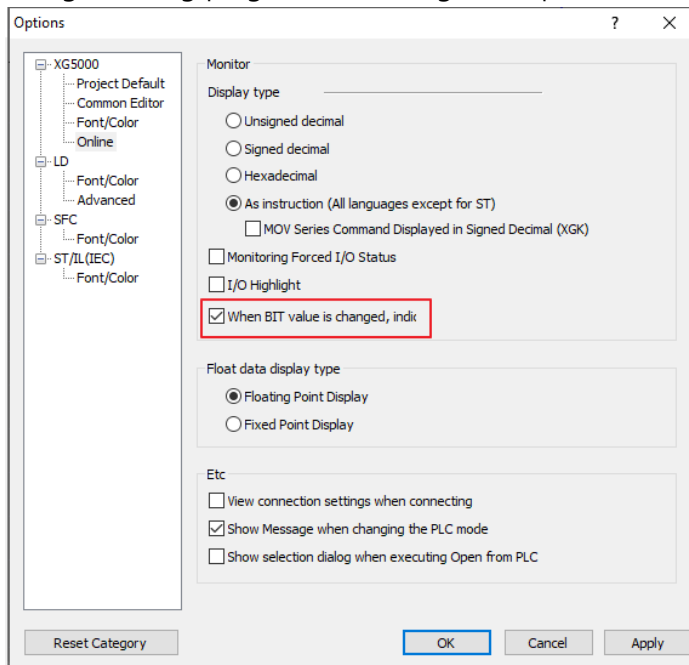 Options
XG5000
Project Default
Common Editor
Font/Color
Online
LD
Font/Color
Advanced
SFC
Font/Color
ST/IL(IEC)
Font/Color
Monitor
Display type
Unsigned decimal
Signed decimal
Hexadecimal
As instruction (All languages except for ST)
MOV Series Command Displayed in Signed Decimal (XGK)
Monitoring Forced I/O Status
I/O Highlight
When BIT value is changed, indic
Float data display type
Floating Point Display
Fixed Point Display
Etc
View connection settings when connecting
Show Message when changing the PLC mode
Show selection dialog when executing Open from PLC
Reset Category
OK Cancel Apply